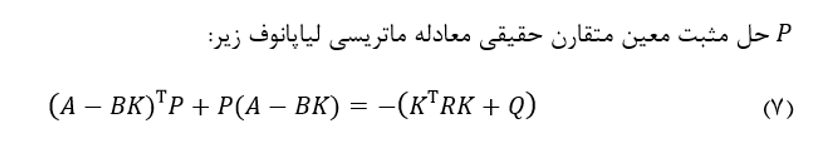 P حل مثبت معین متقارن حقیقی معادله ماتریسی لیاپانوف زیر:
(A − BK)ᵀP + P(A − BK) = −(KᵀRK + Q) (۷)